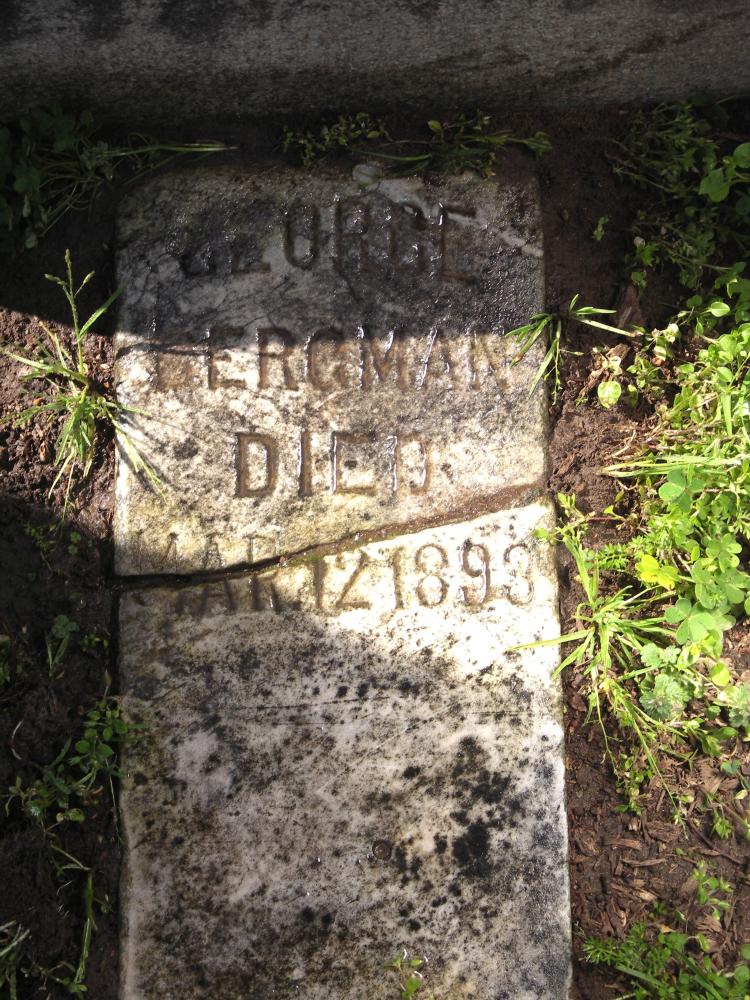 GEORGE
BERGMAN
DIED
MAR. 12 1893